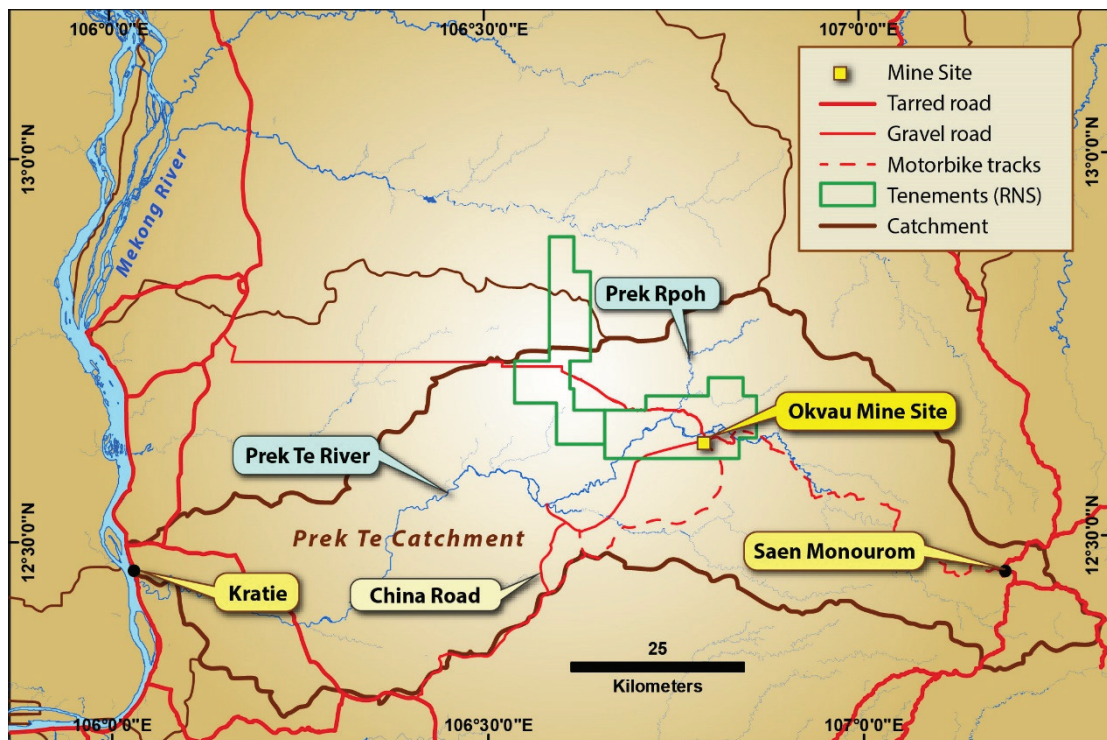 106°0'0"E
106°30'0"E
107°0'0"E
Mine Site
Tarred road
Gravel road
Motorbike tracks
Tenements (RNS)
Catchment
13°0'0"N
13°0'0"N
Mekong River
Prek Rpoh
Okvau Mine Site
Prek Te River
Prek Te Catchment
12°30'0"N
12°30'0"N
Saen Monourom
Kratie
China Road
25
Kilometers
106°0'0"E
106°30'0"E
107°0'0"E